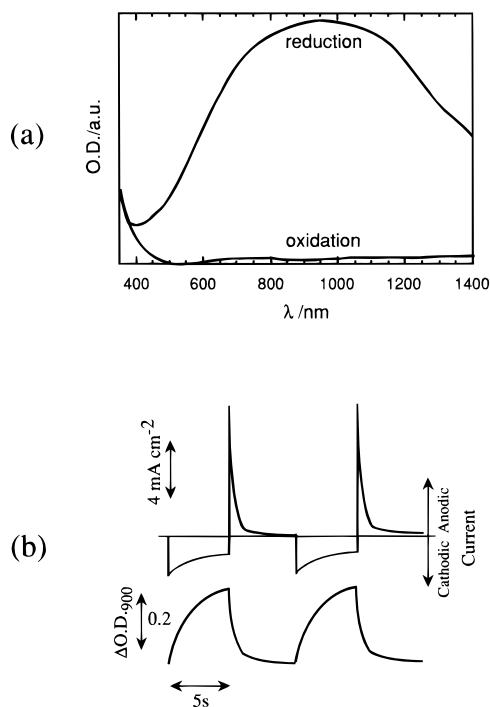 (a)
O.D./a.u.
reduction
oxidation
400 600 800 1000 1200 1400
λ /nm
(b)
4 mA cm-2
Cathodic Anodic
Current
ΔO.D.900
0.2
5s